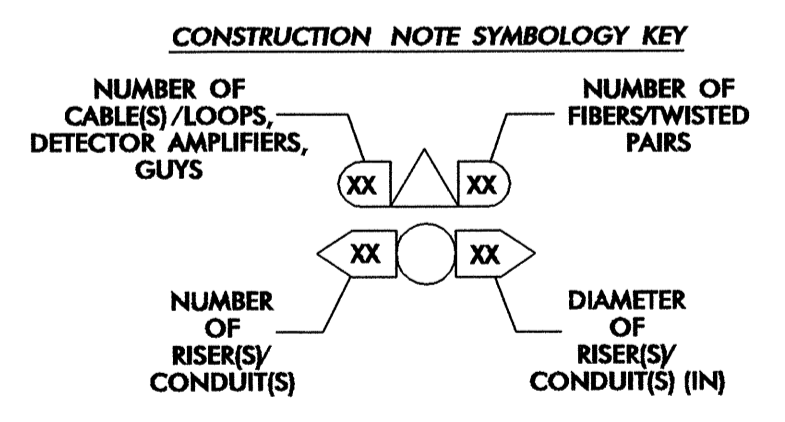 CONSTRUCTION NOTE SYMBOLOGY KEY
NUMBER OF
CABLE(S)/LOOPS,
DETECTOR AMPLIFIERS,
GUYS
NUMBER OF
FIBERS/TWISTED
PAIRS
XX
XX
XX
XX
NUMBER
OF
RISER(S)/
CONDUIT(S)
DIAMETER
OF
RISER(S)/
CONDUIT(S) (IN)